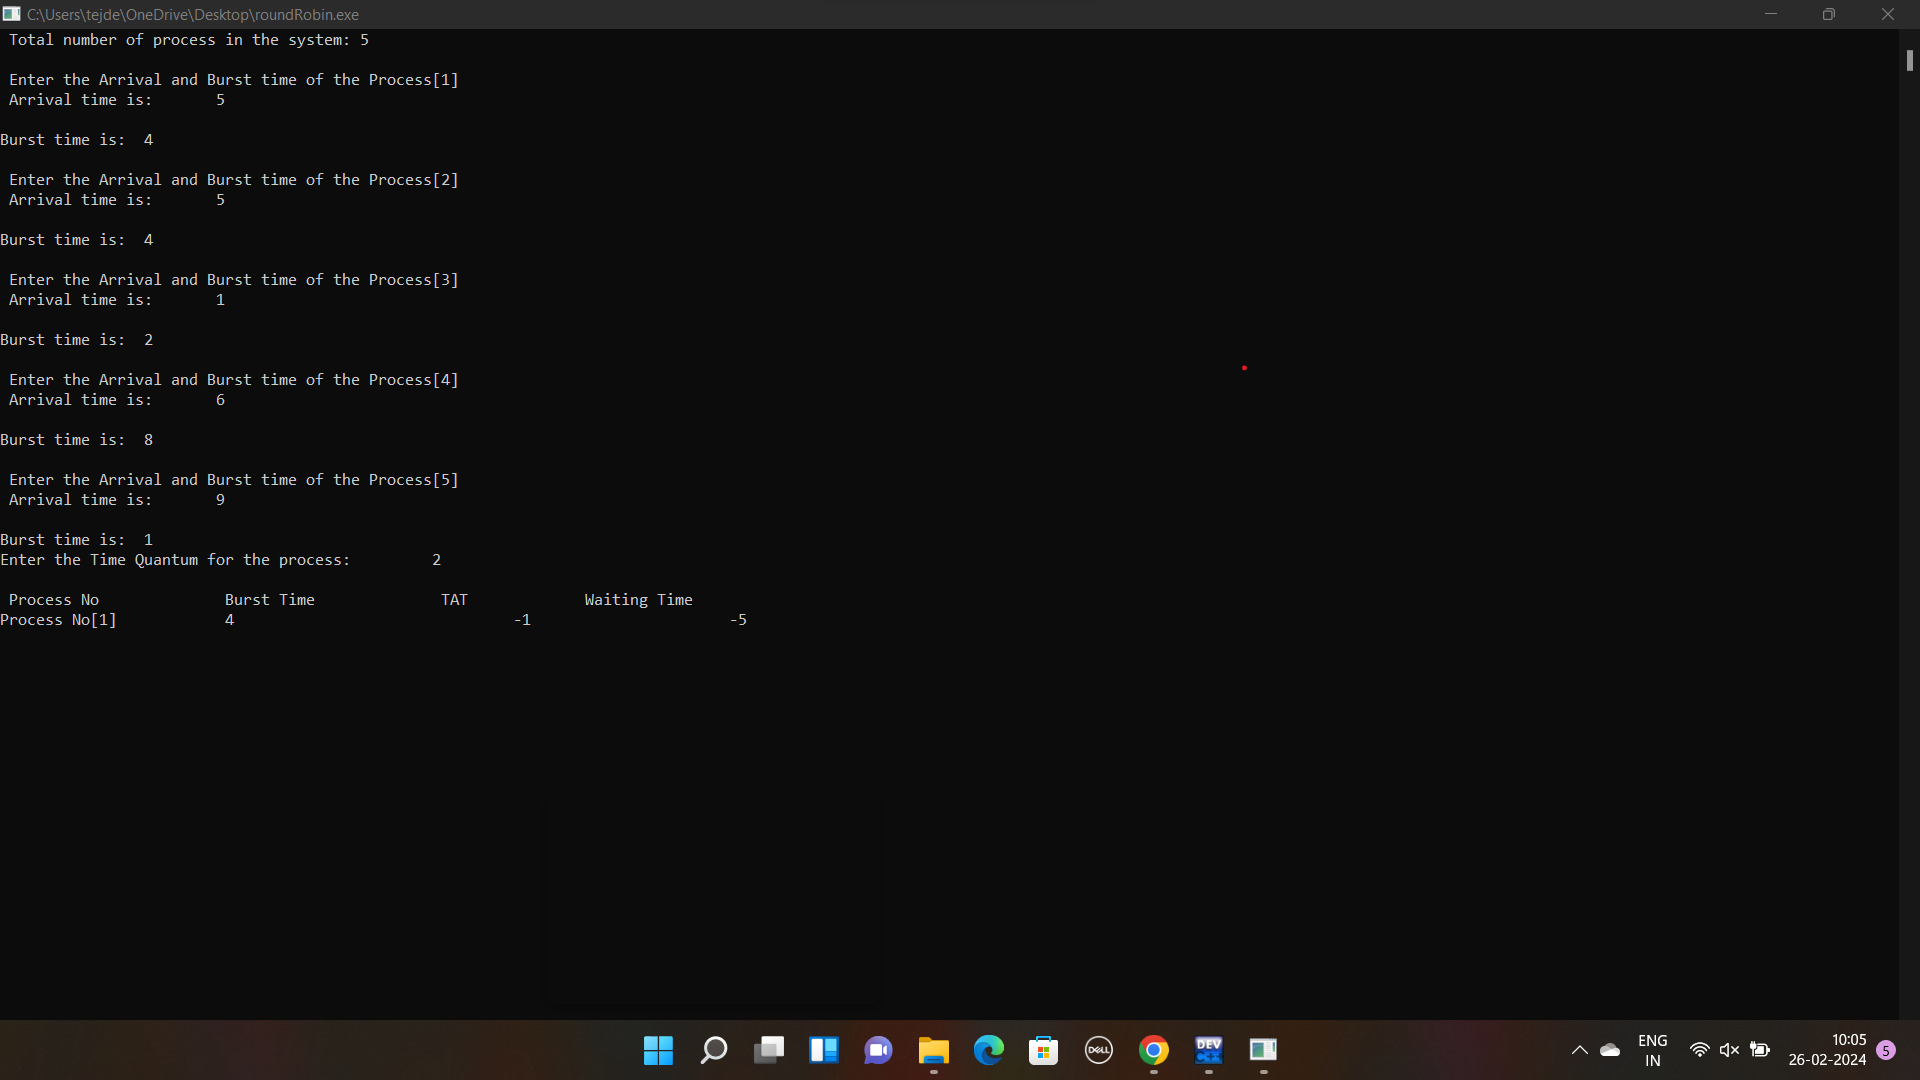 C:\Users\tejde\OneDrive\Desktop\roundRobin.exe
Total number of process in the system: 5
Enter the Arrival and Burst time of the Process[1]
Arrival time is: 5
Burst time is: 4
Enter the Arrival and Burst time of the Process[2]
Arrival time is: 5
Burst time is: 4
Enter the Arrival and Burst time of the Process[3]
Arrival time is: 1
Burst time is: 2
Enter the Arrival and Burst time of the Process[4]
Arrival time is: 6
Burst time is: 8
Enter the Arrival and Burst time of the Process[5]
Arrival time is: 9
Burst time is: 1
Enter the Time Quantum for the process: 2
Process No Burst Time TAT Waiting Time
Process No[1] 4 -1 -5
DELL
DEV
C++
ENG
IN
10:05
26-02-2024
5